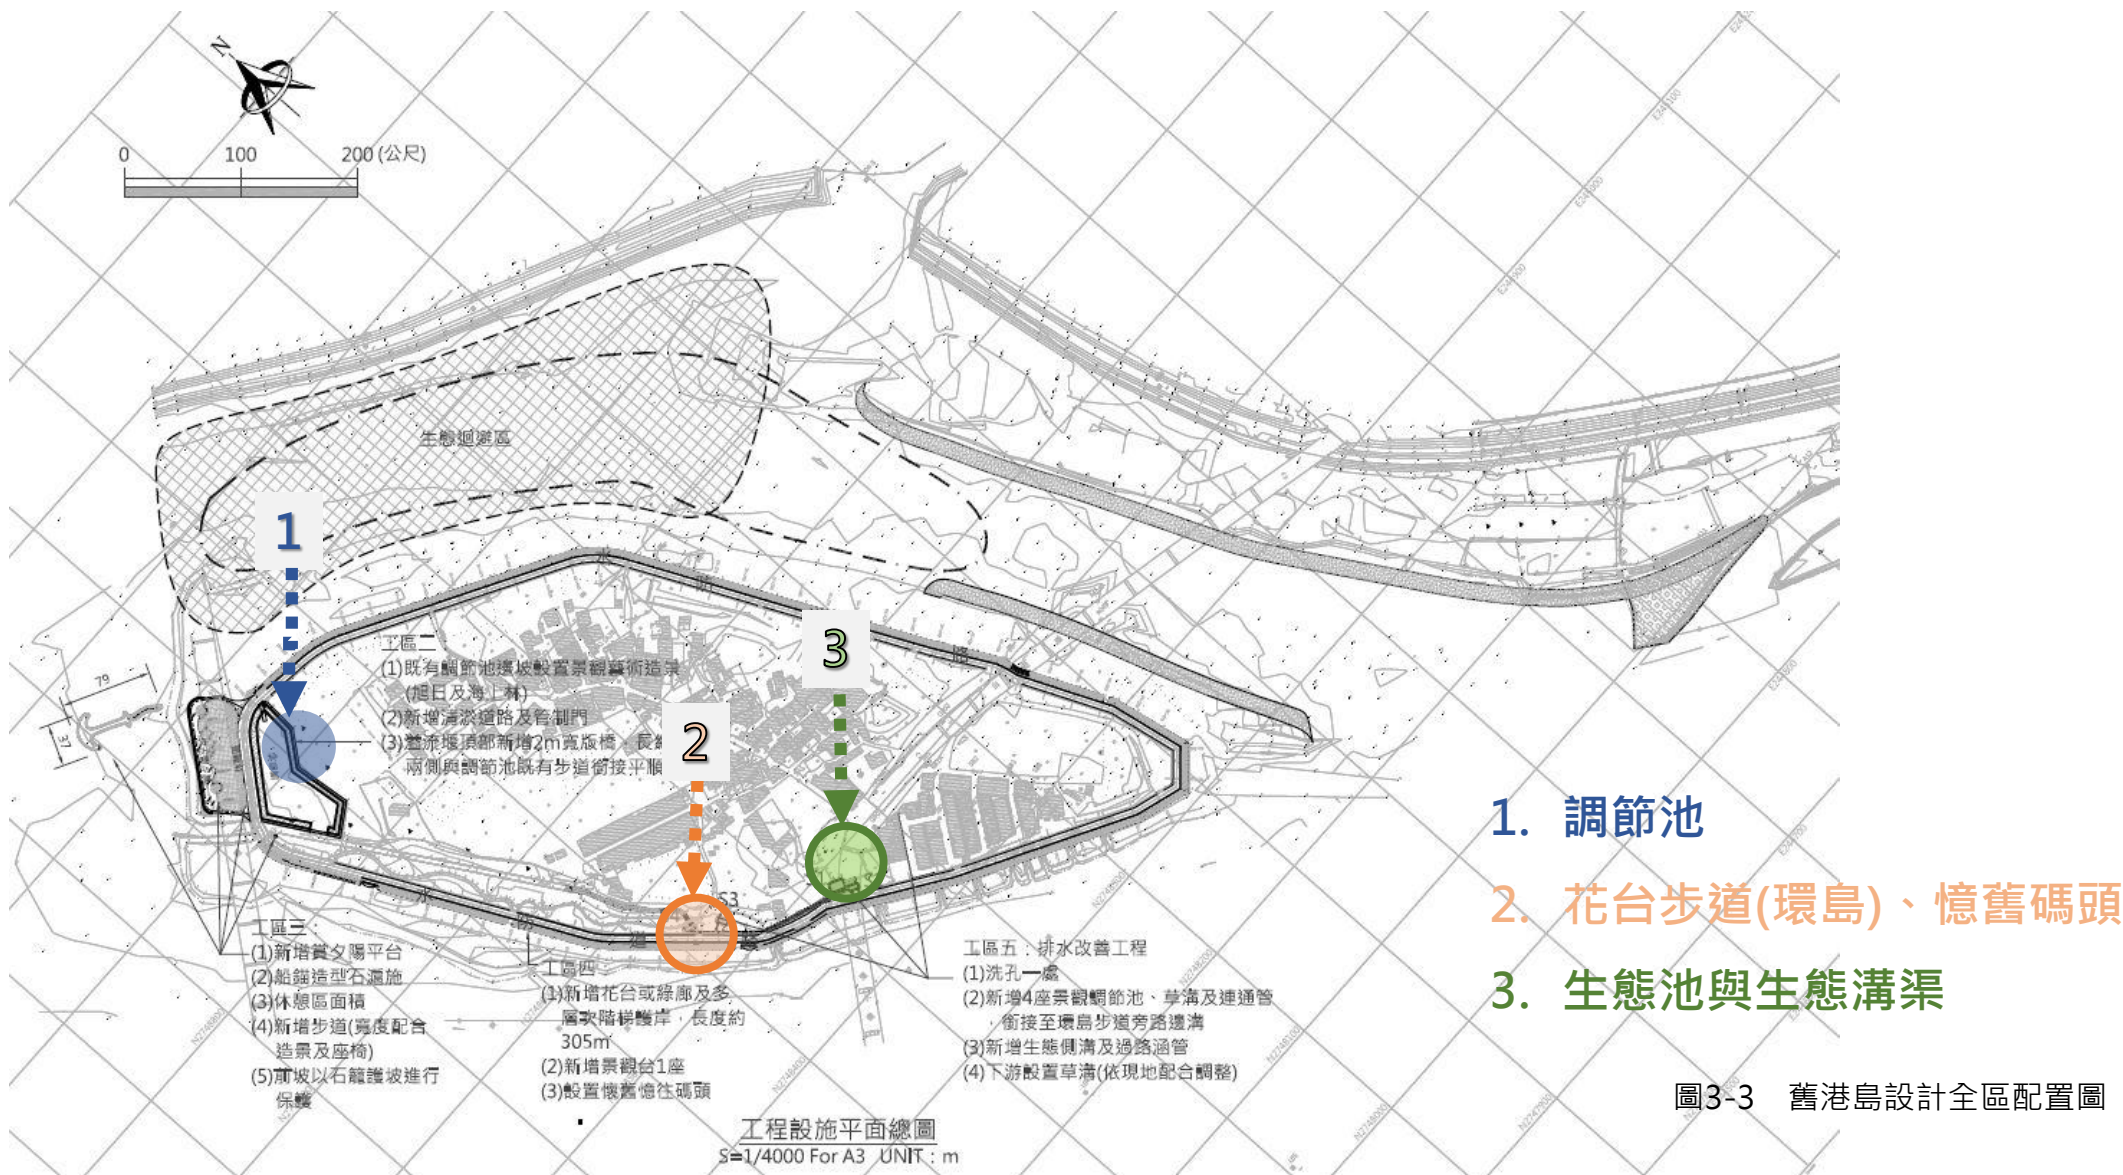 N
0 100 200 (公尺)
生態迴避區
1
79
37
工區二
(1)既有調節池邊坡設置景觀藝術造景
(旭日及海上林)
(2)新增清淤道路及管制門
(3)溢流堰頂部新增2m寬版橋，長約
兩側與調節池既有步道銜接平順
2
3
路
S3
水
防
道
工區三：
(1)新增賞夕陽平台
(2)船錨造型石滬施
(3)休憩區面積
(4)新增步道(寬度配合
造景及座椅)
(5)前坡以石籠護坡進行
保護
工區四
(1)新增花台或綠廊及多
層次階梯護岸，長度約
305m
(2)新增景觀台1座
(3)設置懷舊憶往碼頭
工區五：排水改善工程
(1)洗孔一處
(2)新增4座景觀調節池、草溝及連通管
，銜接至環島步道旁路邊溝
(3)新增生態側溝及過路涵管
(4)下游設置草溝(依現地配合調整)
工程設施平面總圖
S=1/4000 For A3 UNIT：m
1. 調節池
2. 花台步道(環島)、憶舊碼頭
3. 生態池與生態溝渠
圖3-3 舊港島設計全區配置圖